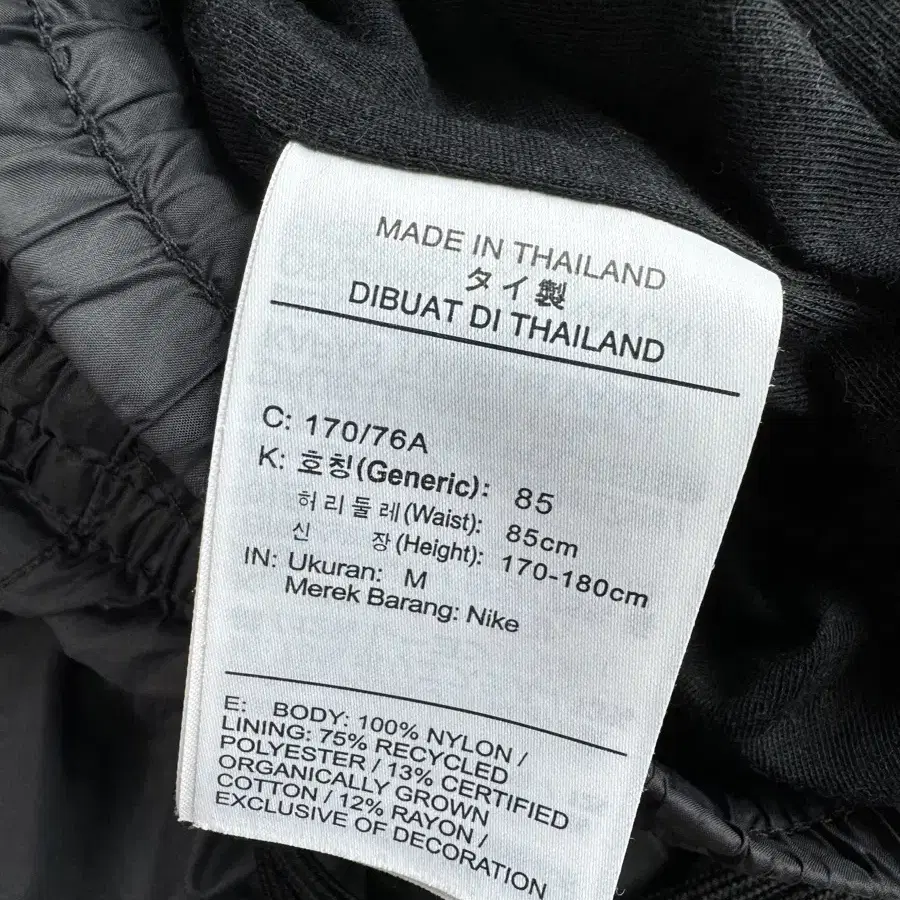 MADE IN THAILAND
タイ製
DIBUAT DI THAILAND
C: 170/76A
K: 호칭(Generic): 85
허리둘레(Waist): 85cm
신 장(Height): 170-180cm
IN: Ukuran: M
Merek Barang: Nike
E: BODY: 100% NYLON /
LINING: 75% RECYCLED
POLYESTER / 13% CERTIFIED
ORGANICALLY GROWN
COTTON / 12% RAYON /
EXCLUSIVE OF DECORATION